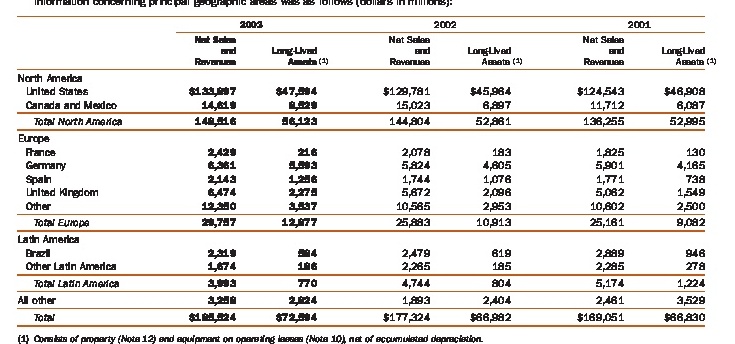 Information concerning principal geographic areas was as follows (dollars in millions):
2003 2002 2001
Net Sales Net Sales Net Sales
and Long-Lived and Long-Lived and Long-Lived
Revenues Assets (1) Revenues Assets (1) Revenues Assets (1)
North America
United States $133,897 $47,594 $129,781 $45,964 $124,543 $46,908
Canada and Mexico 14,619 8,529 15,023 6,897 11,712 6,087
Total North America 148,516 56,123 144,804 52,861 136,255 52,995
Europe
France 2,429 216 2,078 183 1,825 130
Germany 6,361 5,593 5,824 4,605 5,901 4,165
Spain 2,143 1,256 1,744 1,076 1,771 738
United Kingdom 6,474 2,275 5,672 2,096 5,062 1,549
Other 12,350 3,537 10,565 2,953 10,602 2,500
Total Europe 29,757 12,877 25,883 10,913 25,161 9,082
Latin America
Brazil 2,319 584 2,479 619 2,889 946
Other Latin America 1,674 186 2,265 185 2,285 278
Total Latin America 3,993 770 4,744 804 5,174 1,224
All other 3,258 2,824 1,893 2,404 2,461 3,529
Total $185,524 $72,594 $177,324 $66,982 $169,051 $66,830
(1) Consists of property (Note 12) and equipment on operating leases (Note 10), net of accumulated depreciation.